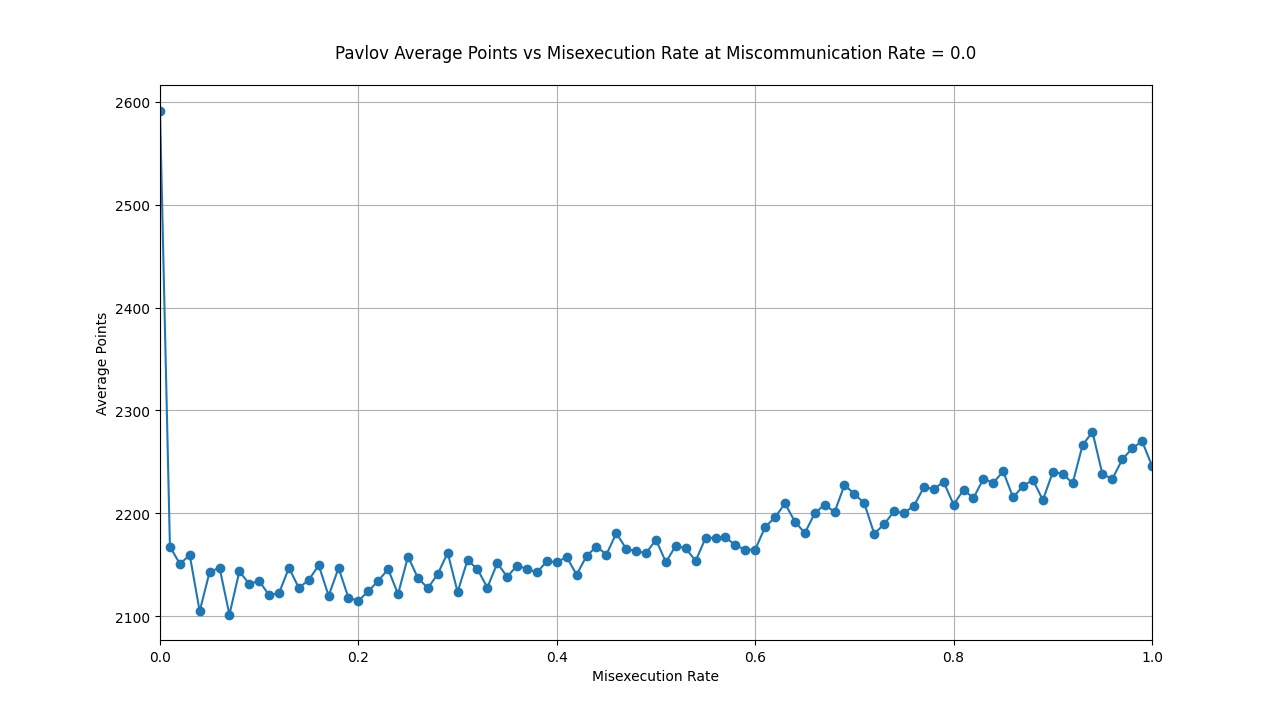 Pavlov Average Points vs Misexecution Rate at Miscommunication Rate = 0.0
2600
2500
2400
2300
2200
2100
Average Points
0.0 0.2 0.4 0.6 0.8 1.0
Misexecution Rate